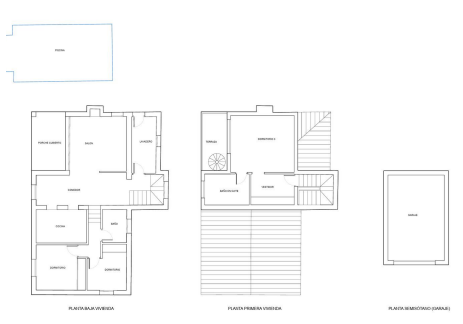 PISCINA
PORCHE CUBIERTO
SALON
LAVADERO
COMEDOR
COCINA
BAÑO
DORMITORIO
DORMITORIO
PLANTA BAJA VIVIENDA
TERRAZA
DORMITORIO 3
BAÑO EN SUITE
VESTIDOR
PLANTA PRIMERA VIVIENDA
GARAJE
PLANTA SEMISÓTANO (GARAJE)